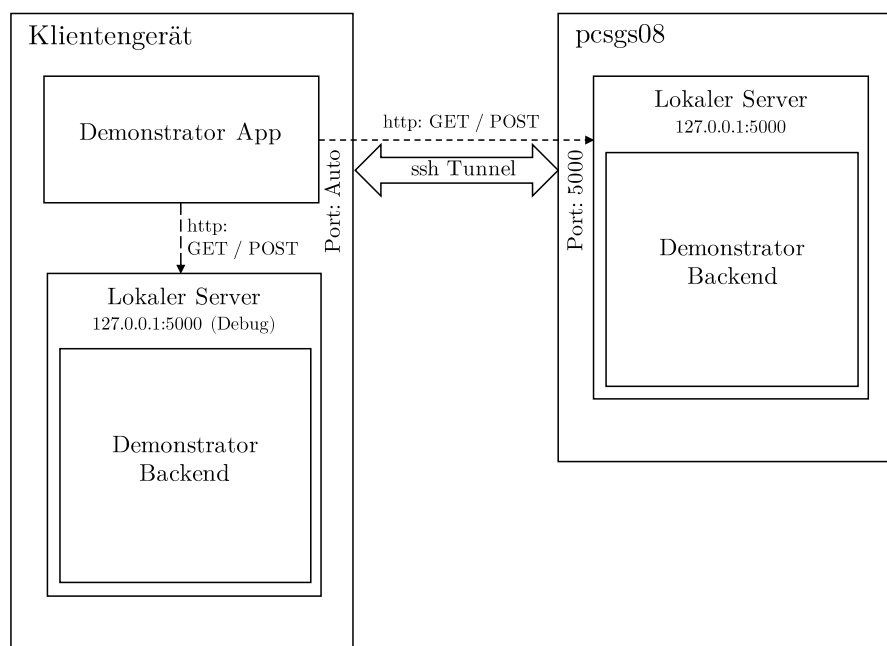 Klientengerät
Demonstrator App
http:
GET / POST
Port: Auto
Lokaler Server
127.0.0.1:5000 (Debug)
Demonstrator
Backend
http: GET / POST
ssh Tunnel
pcsgs08
Port: 5000
Lokaler Server
127.0.0.1:5000
Demonstrator
Backend